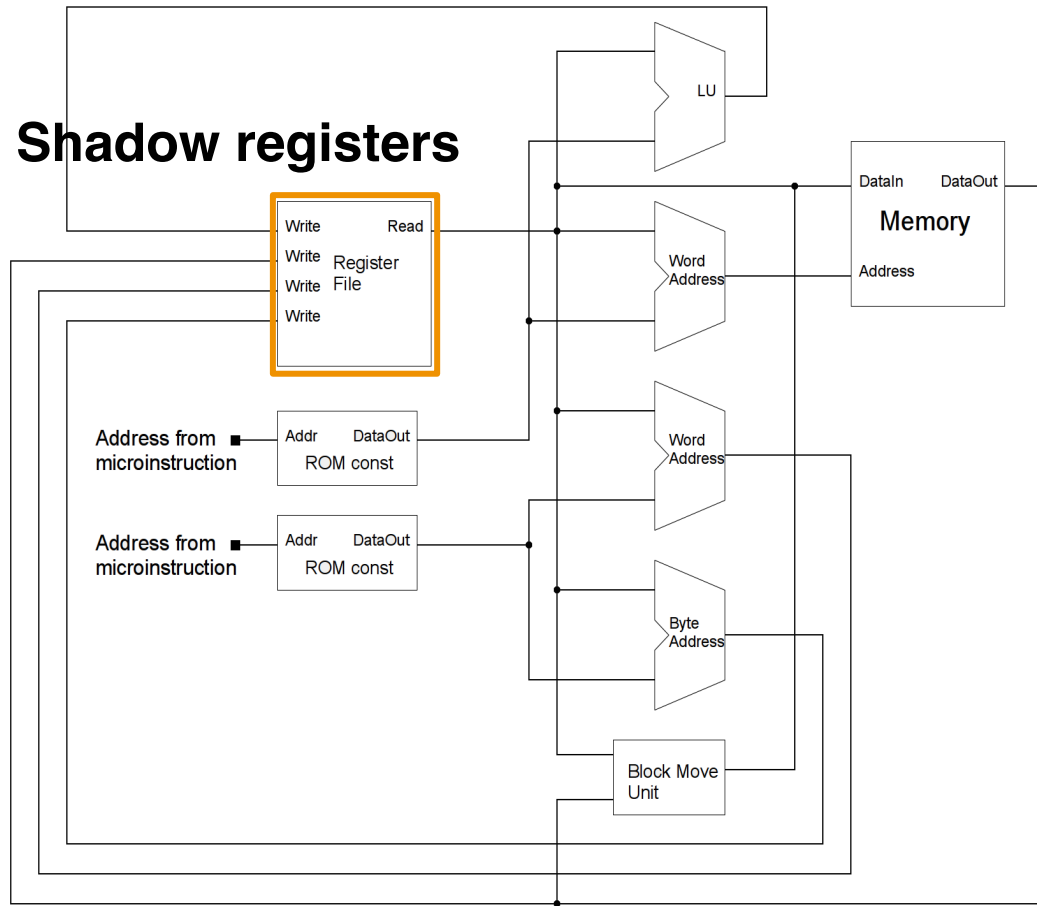 LU
Shadow registers
DataIn DataOut
Memory
Address
Write Read
Write
Register
File
Write
Write
Word
Address
Address from
microinstruction
Addr DataOut
ROM const
Word
Address
Address from
microinstruction
Addr DataOut
ROM const
Byte
Address
Block Move
Unit